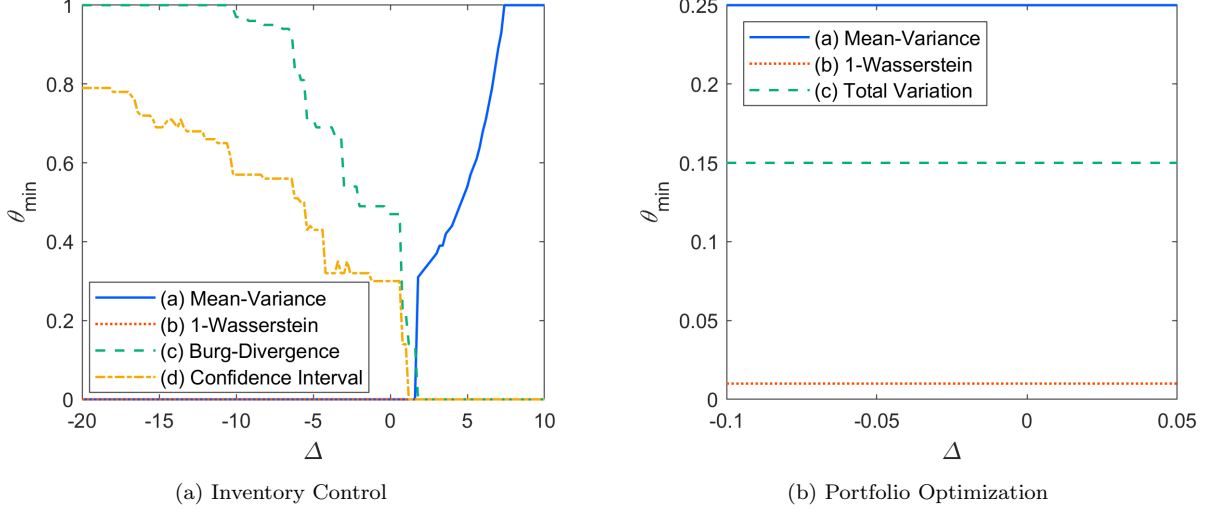 1
0.8
0.6
0.4
0.2
0
θmin
(a) Mean-Variance
(b) 1-Wasserstein
(c) Burg-Divergence
(d) Confidence Interval
-20 -15 -10 -5 0 5 10
Δ
(a) Inventory Control
0.25
0.2
0.15
0.1
0.05
0
θmin
(a) Mean-Variance
(b) 1-Wasserstein
(c) Total Variation
-0.1 -0.05 0 0.05
Δ
(b) Portfolio Optimization